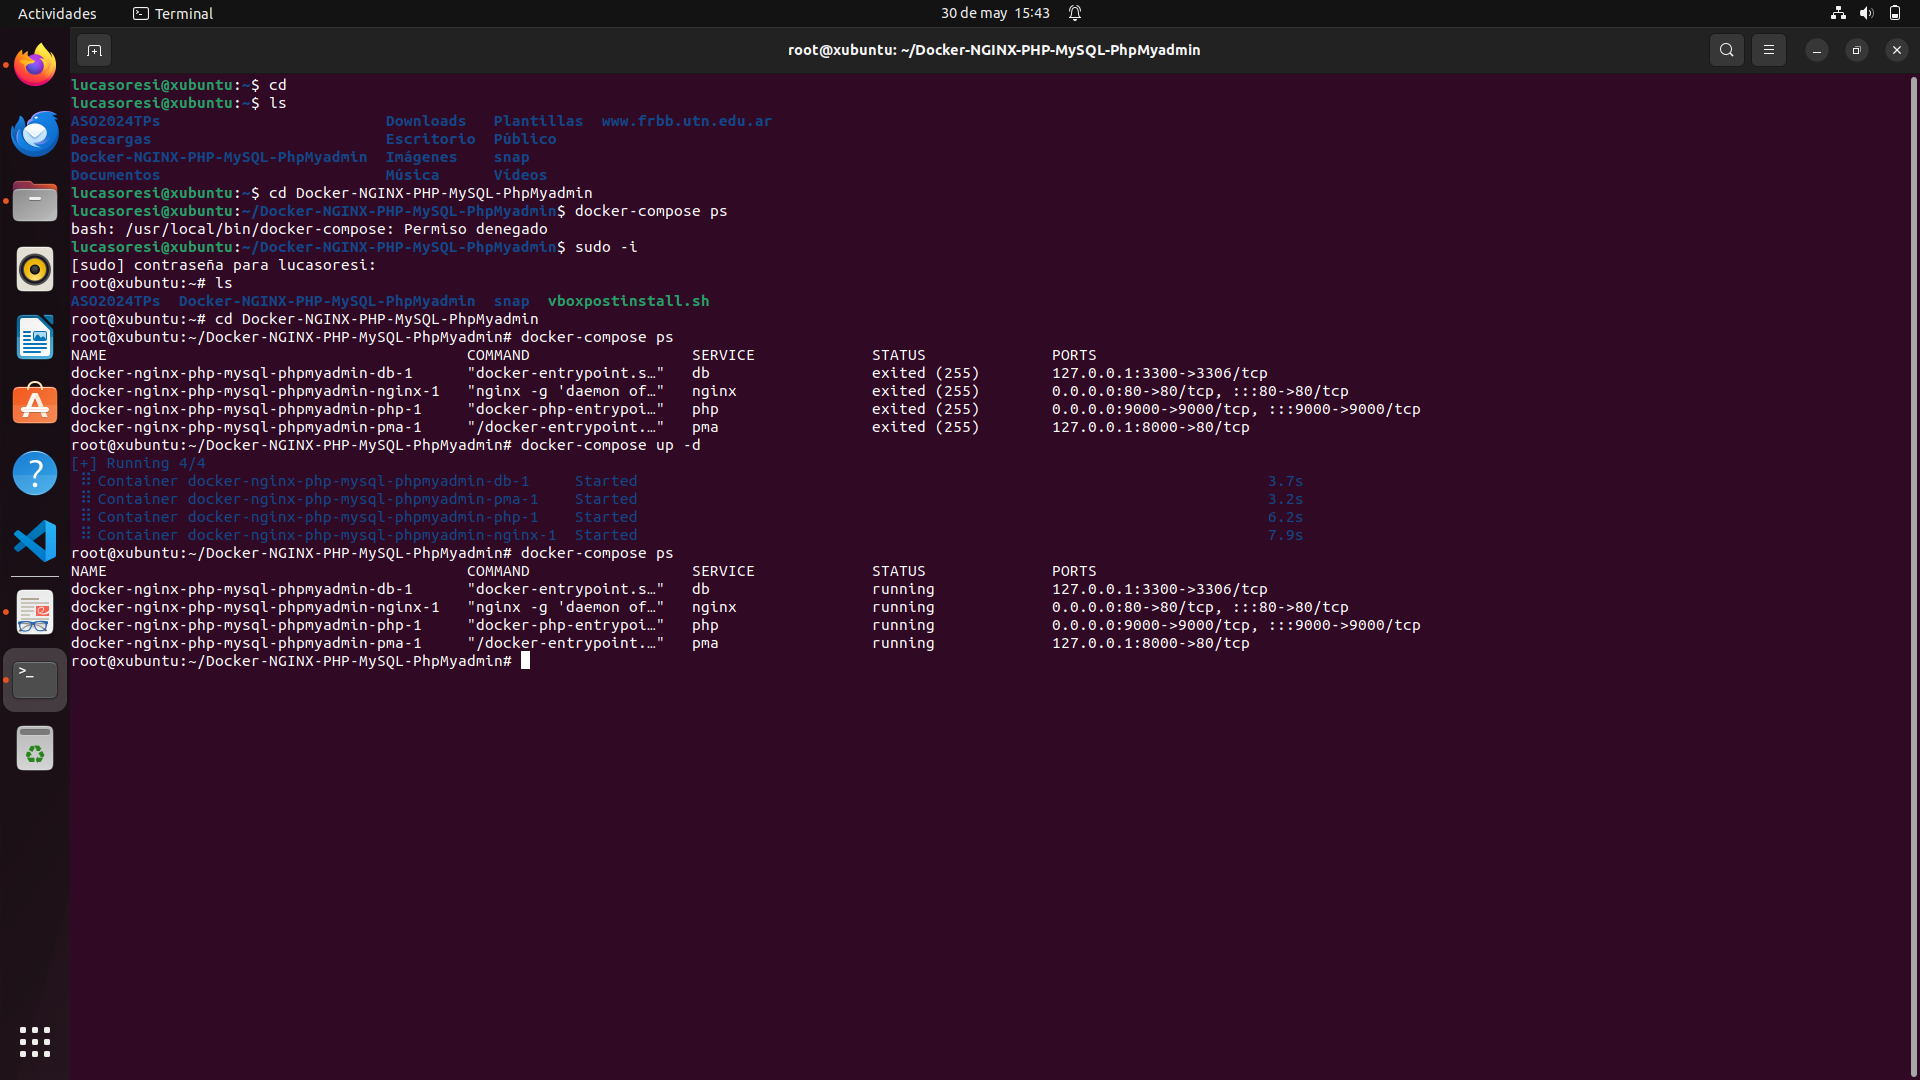 Actividades Terminal 30 de may 15:43
root@xubuntu: ~/Docker-NGINX-PHP-MySQL-PhpMyadmin
lucasoresi@xubuntu:~$ cd
lucasoresi@xubuntu:~$ ls
ASO2024TPs Downloads Plantillas www.frbb.utn.edu.ar
Descargas Escritorio Público
Docker-NGINX-PHP-MySQL-PhpMyadmin Imágenes snap
Documentos Música Vídeos
lucasoresi@xubuntu:~$ cd Docker-NGINX-PHP-MySQL-PhpMyadmin
lucasoresi@xubuntu:~/Docker-NGINX-PHP-MySQL-PhpMyadmin$ docker-compose ps
bash: /usr/local/bin/docker-compose: Permiso denegado
lucasoresi@xubuntu:~/Docker-NGINX-PHP-MySQL-PhpMyadmin$ sudo -i
[sudo] contraseña para lucasoresi:
root@xubuntu:~# ls
ASO2024TPs Docker-NGINX-PHP-MySQL-PhpMyadmin snap vboxpostinstall.sh
root@xubuntu:~# cd Docker-NGINX-PHP-MySQL-PhpMyadmin
root@xubuntu:~/Docker-NGINX-PHP-MySQL-PhpMyadmin# docker-compose ps
NAME COMMAND SERVICE STATUS PORTS
docker-nginx-php-mysql-phpmyadmin-db-1 "docker-entrypoint.s…" db exited (255) 127.0.0.1:3300->3306/tcp
docker-nginx-php-mysql-phpmyadmin-nginx-1 "nginx -g 'daemon of…" nginx exited (255) 0.0.0.0:80->80/tcp, :::80->80/tcp
docker-nginx-php-mysql-phpmyadmin-php-1 "docker-php-entrypoi…" php exited (255) 0.0.0.0:9000->9000/tcp, :::9000->9000/tcp
docker-nginx-php-mysql-phpmyadmin-pma-1 "/docker-entrypoint.…" pma exited (255) 127.0.0.1:8000->80/tcp
root@xubuntu:~/Docker-NGINX-PHP-MySQL-PhpMyadmin# docker-compose up -d
[+] Running 4/4
⠿ Container docker-nginx-php-mysql-phpmyadmin-db-1 Started 3.7s
⠿ Container docker-nginx-php-mysql-phpmyadmin-pma-1 Started 3.2s
⠿ Container docker-nginx-php-mysql-phpmyadmin-php-1 Started 6.2s
⠿ Container docker-nginx-php-mysql-phpmyadmin-nginx-1 Started 7.9s
root@xubuntu:~/Docker-NGINX-PHP-MySQL-PhpMyadmin# docker-compose ps
NAME COMMAND SERVICE STATUS PORTS
docker-nginx-php-mysql-phpmyadmin-db-1 "docker-entrypoint.s…" db running 127.0.0.1:3300->3306/tcp
docker-nginx-php-mysql-phpmyadmin-nginx-1 "nginx -g 'daemon of…" nginx running 0.0.0.0:80->80/tcp, :::80->80/tcp
docker-nginx-php-mysql-phpmyadmin-php-1 "docker-php-entrypoi…" php running 0.0.0.0:9000->9000/tcp, :::9000->9000/tcp
docker-nginx-php-mysql-phpmyadmin-pma-1 "/docker-entrypoint.…" pma running 127.0.0.1:8000->80/tcp
root@xubuntu:~/Docker-NGINX-PHP-MySQL-PhpMyadmin#